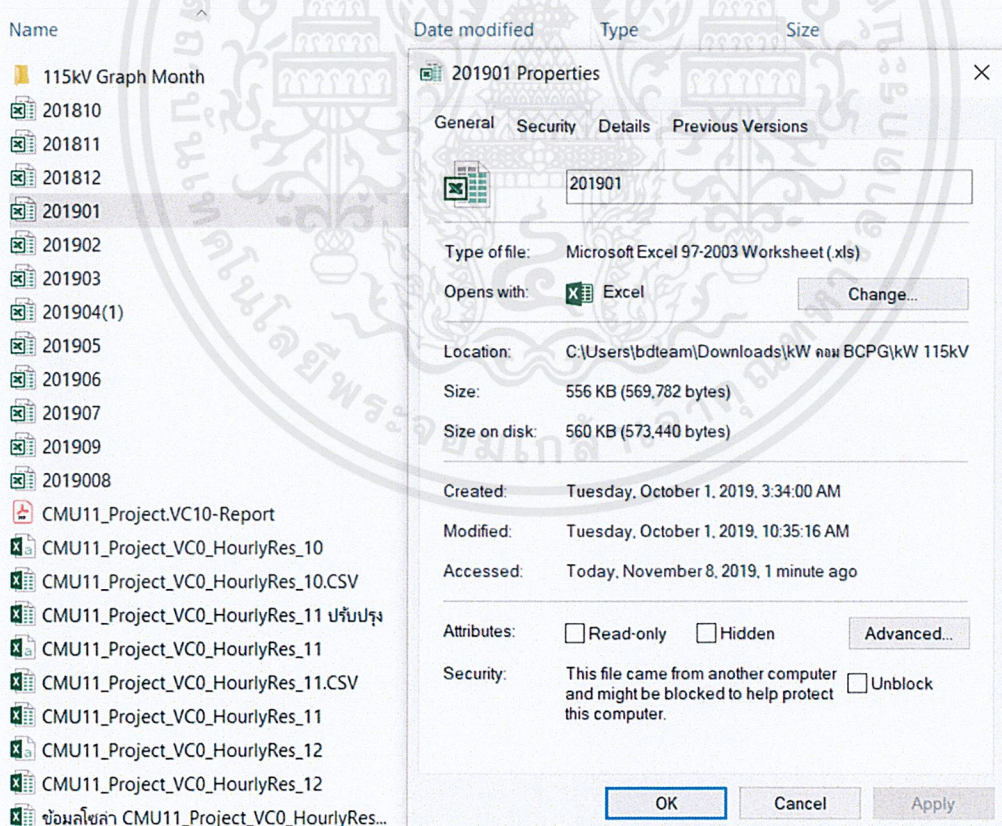 Name Date modified Type Size
115kV Graph Month
201810
201811
201812
201901
201902
201903
201904(1)
201905
201906
201907
201909
2019008
CMU11_Project.VC10-Report
CMU11_Project_VC0_HourlyRes_10
CMU11_Project_VC0_HourlyRes_10.CSV
CMU11_Project_VC0_HourlyRes_11 ปรับปรุง
CMU11_Project_VC0_HourlyRes_11
CMU11_Project_VC0_HourlyRes_11.CSV
CMU11_Project_VC0_HourlyRes_11
CMU11_Project_VC0_HourlyRes_12
CMU11_Project_VC0_HourlyRes_12
ข้อมูลโซล่า CMU11_Project_VC0_HourlyRes...
201901 Properties
General Security Details Previous Versions
201901
Type of file: Microsoft Excel 97-2003 Worksheet (.xls)
Opens with: Excel Change...
Location: C:\Users\bdteam\Downloads\kW คอม BCPG\kW 115kV
Size: 556 KB (569,782 bytes)
Size on disk: 560 KB (573,440 bytes)
Created: Tuesday, October 1, 2019, 3:34:00 AM
Modified: Tuesday, October 1, 2019, 10:35:16 AM
Accessed: Today, November 8, 2019, 1 minute ago
Attributes: Read-only Hidden Advanced...
Security: This file came from another computer
and might be blocked to help protect
this computer.
Unblock
OK Cancel Apply